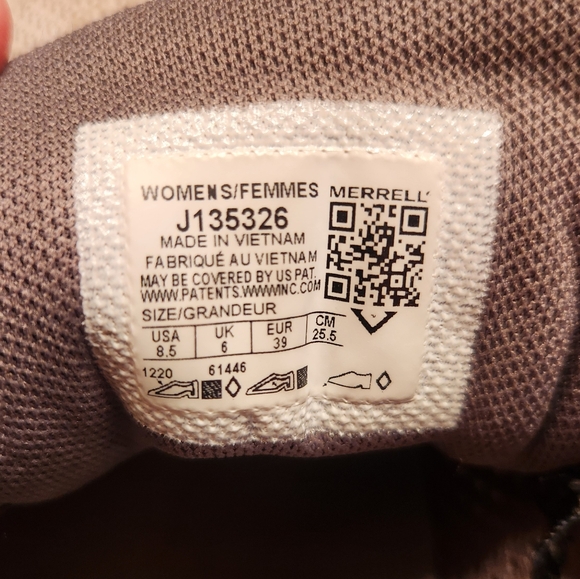 WOMENS/FEMMES MERRELL
J135326
MADE IN VIETNAM
FABRIQUÉ AU VIETNAM
MAY BE COVERED BY US PAT.
WWW.PATENTS.WWWINC.COM
SIZE/GRANDEUR
USA UK EUR CM
8.5 6 39 25.5
1220 61446